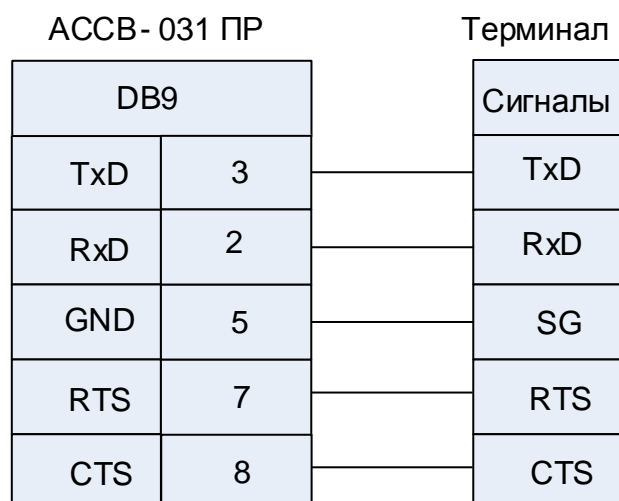 АССВ- 031 ПР Терминал
DB9 Сигналы
TxD 3 TxD
RxD 2 RxD
GND 5 SG
RTS 7 RTS
CTS 8 CTS